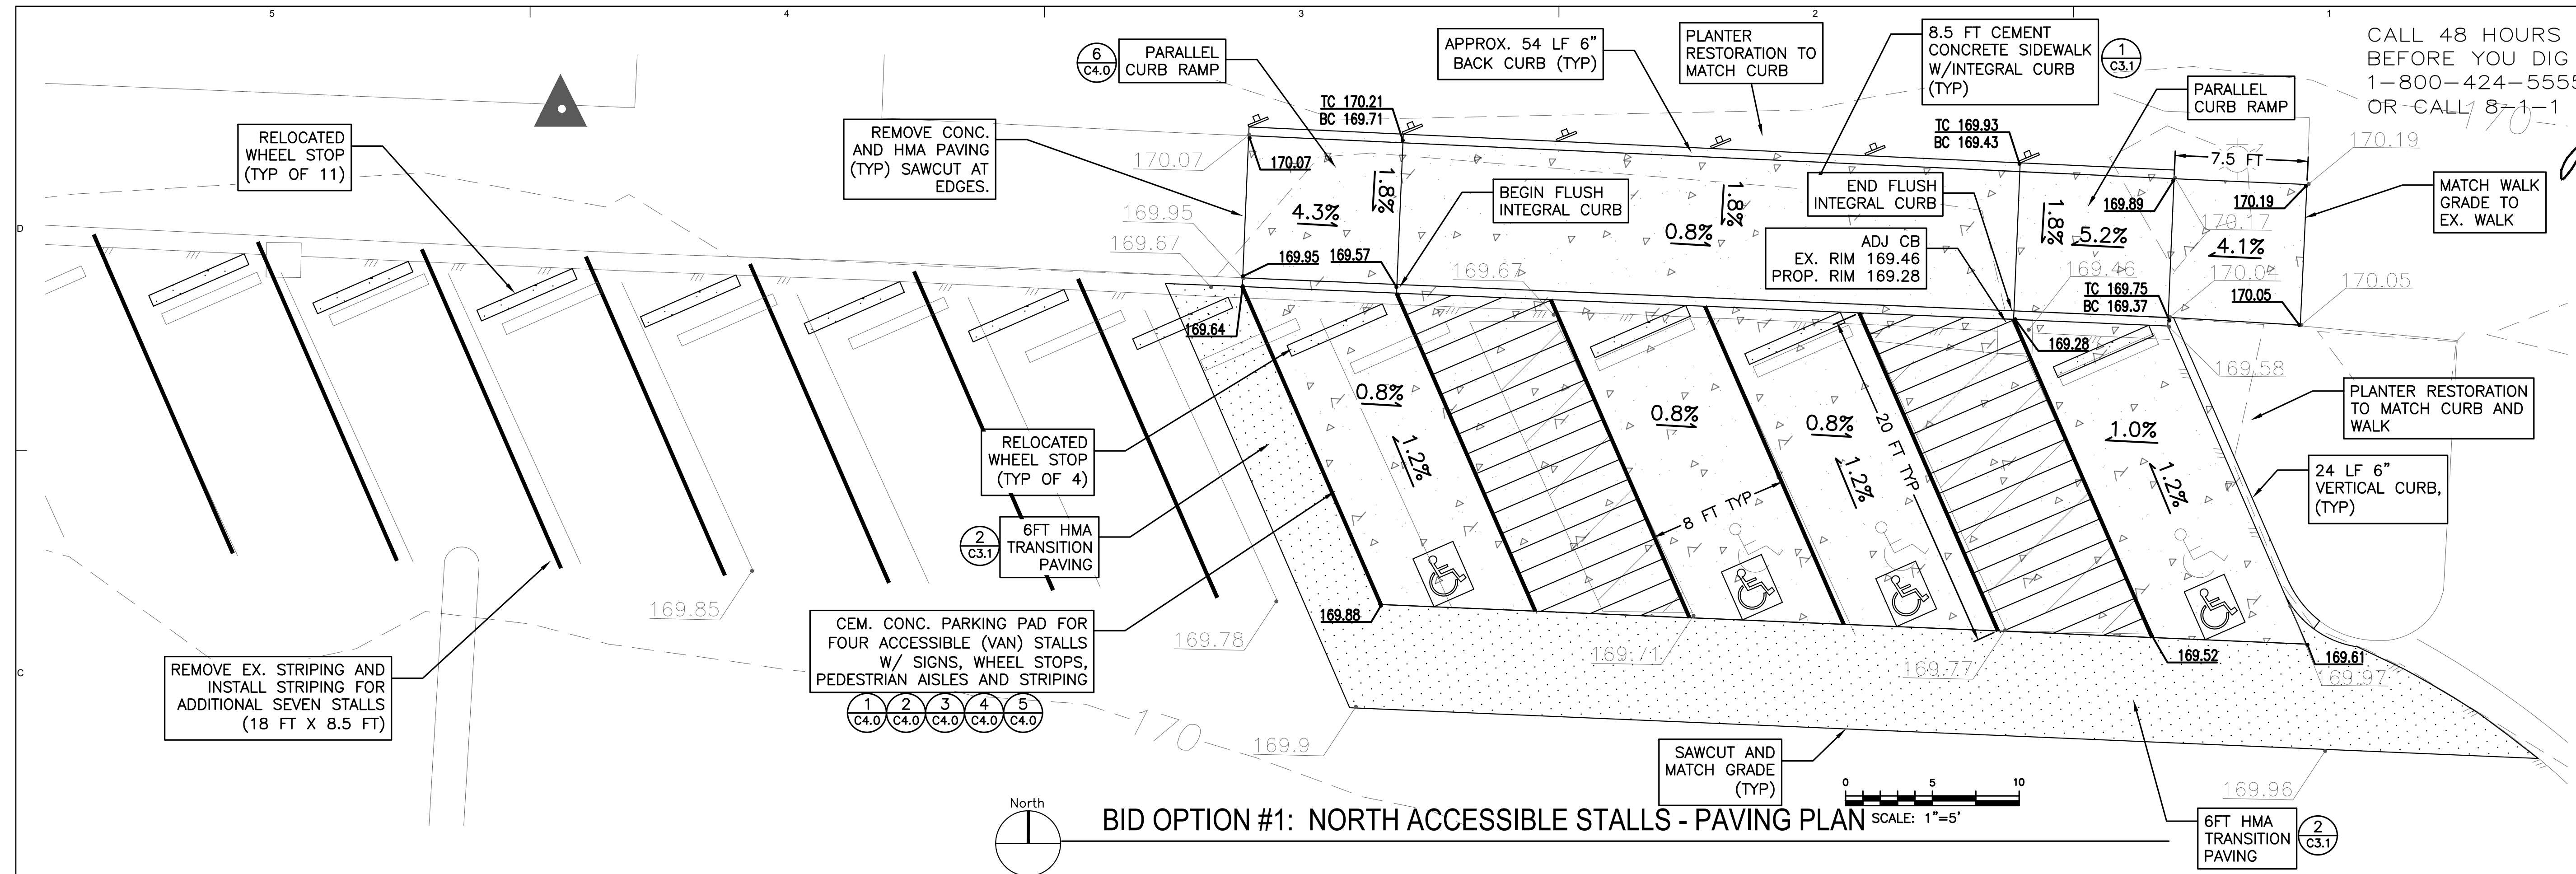 5
4
3
2
1
D
C
CALL 48 HOURS
BEFORE YOU DIG
1-800-424-5555
OR CALL 8-1-1
6
C4.0
PARALLEL
CURB RAMP
APPROX. 54 LF 6"
BACK CURB (TYP)
PLANTER
RESTORATION TO
MATCH CURB
8.5 FT CEMENT
CONCRETE SIDEWALK
W/INTEGRAL CURB
(TYP)
1
C3.1
PARALLEL
CURB RAMP
170
RELOCATED
WHEEL STOP
(TYP OF 11)
REMOVE CONC.
AND HMA PAVING
(TYP) SAWCUT AT
EDGES.
TC 170.21
BC 169.71
TC 169.93
BC 169.43
170.07
170.07
7.5 FT
170.19
MATCH WALK
GRADE TO
EX. WALK
BEGIN FLUSH
INTEGRAL CURB
END FLUSH
INTEGRAL CURB
1.8%
4.3%
1.8%
0.8%
1.8%
5.2%
169.89
170.19
170.17
4.1%
169.95
169.67
169.95
169.57
169.67
ADJ CB
EX. RIM 169.46
PROP. RIM 169.28
169.46
TC 169.75
BC 169.37
170.04
170.05
170.05
169.64
169.28
169.58
0.8%
0.8%
0.8%
1.0%
1.2%
1.2%
1.2%
20 FT TYP
8 FT TYP
PLANTER RESTORATION
TO MATCH CURB AND
WALK
24 LF 6"
VERTICAL CURB,
(TYP)
RELOCATED
WHEEL STOP
(TYP OF 4)
2
C3.1
6FT HMA
TRANSITION
PAVING
169.85
169.78
169.88
169.71
169.77
169.52
169.61
169.97
REMOVE EX. STRIPING AND
INSTALL STRIPING FOR
ADDITIONAL SEVEN STALLS
(18 FT X 8.5 FT)
CEM. CONC. PARKING PAD FOR
FOUR ACCESSIBLE (VAN) STALLS
W/ SIGNS, WHEEL STOPS,
PEDESTRIAN AISLES AND STRIPING
1 2 3 4 5
C4.0 C4.0 C4.0 C4.0 C4.0
170
169.9
SAWCUT AND
MATCH GRADE
(TYP)
0 5 10
169.96
6FT HMA
TRANSITION
PAVING
2
C3.1
North
BID OPTION #1: NORTH ACCESSIBLE STALLS - PAVING PLAN
SCALE: 1"=5'